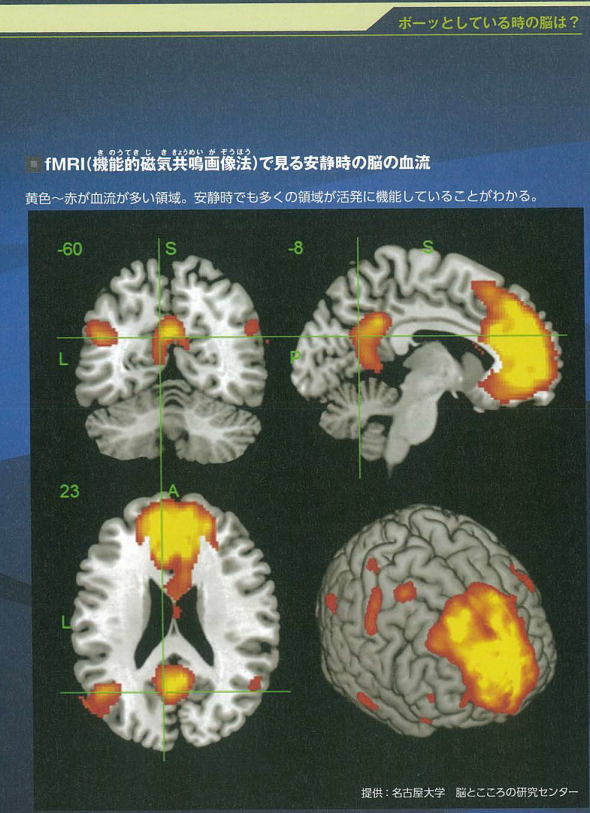 ボーッとしている時の脳は？
きのうてきじききょうめいがぞうほう
■ fMRI(機能的磁気共鳴画像法)で見る安静時の脳の血流
黄色〜赤が血流が多い領域。安静時でも多くの領域が活発に機能していることがわかる。
-60 S
L
-8 S
P
23 A
L
提供：名古屋大学　脳とこころの研究センター